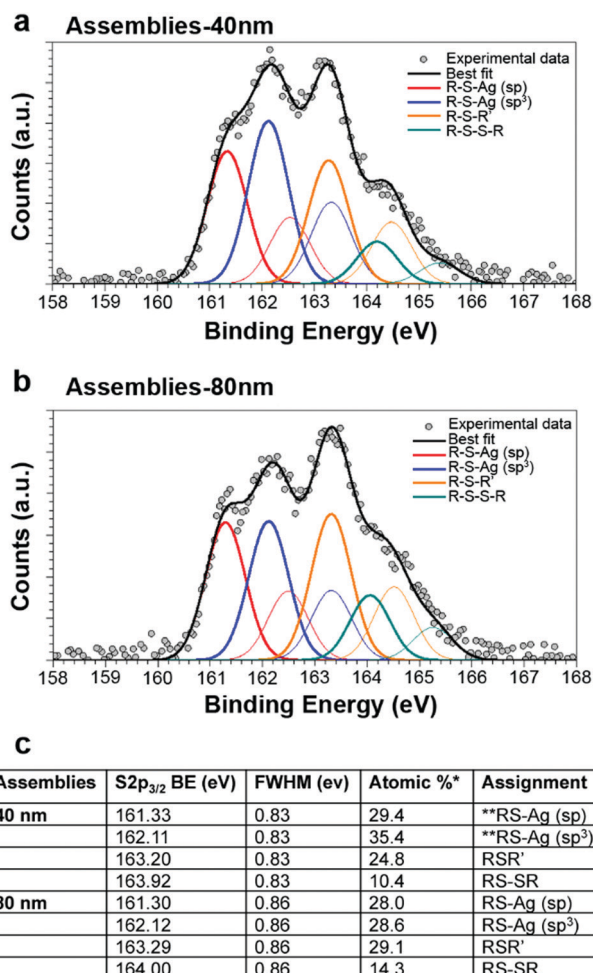 a Assemblies-40nm
Experimental data
Best fit
R-S-Ag (sp)
R-S-Ag (sp³)
R-S-R'
R-S-S-R
Counts (a.u.)
158 159 160 161 162 163 164 165 166 167 168
Binding Energy (eV)
b Assemblies-80nm
Experimental data
Best fit
R-S-Ag (sp)
R-S-Ag (sp³)
R-S-R'
R-S-S-R
Counts (a.u.)
158 159 160 161 162 163 164 165 166 167 168
Binding Energy (eV)
c
Assemblies S2p3/2 BE (eV) FWHM (ev) Atomic %* Assignment
40 nm 161.33 0.83 29.4 **RS-Ag (sp)
162.11 0.83 35.4 **RS-Ag (sp³)
163.20 0.83 24.8 RSR'
163.92 0.83 10.4 RS-SR
80 nm 161.30 0.86 28.0 RS-Ag (sp)
162.12 0.86 28.6 RS-Ag (sp³)
163.29 0.86 29.1 RSR'
164.00 0.86 14.3 RS-SR